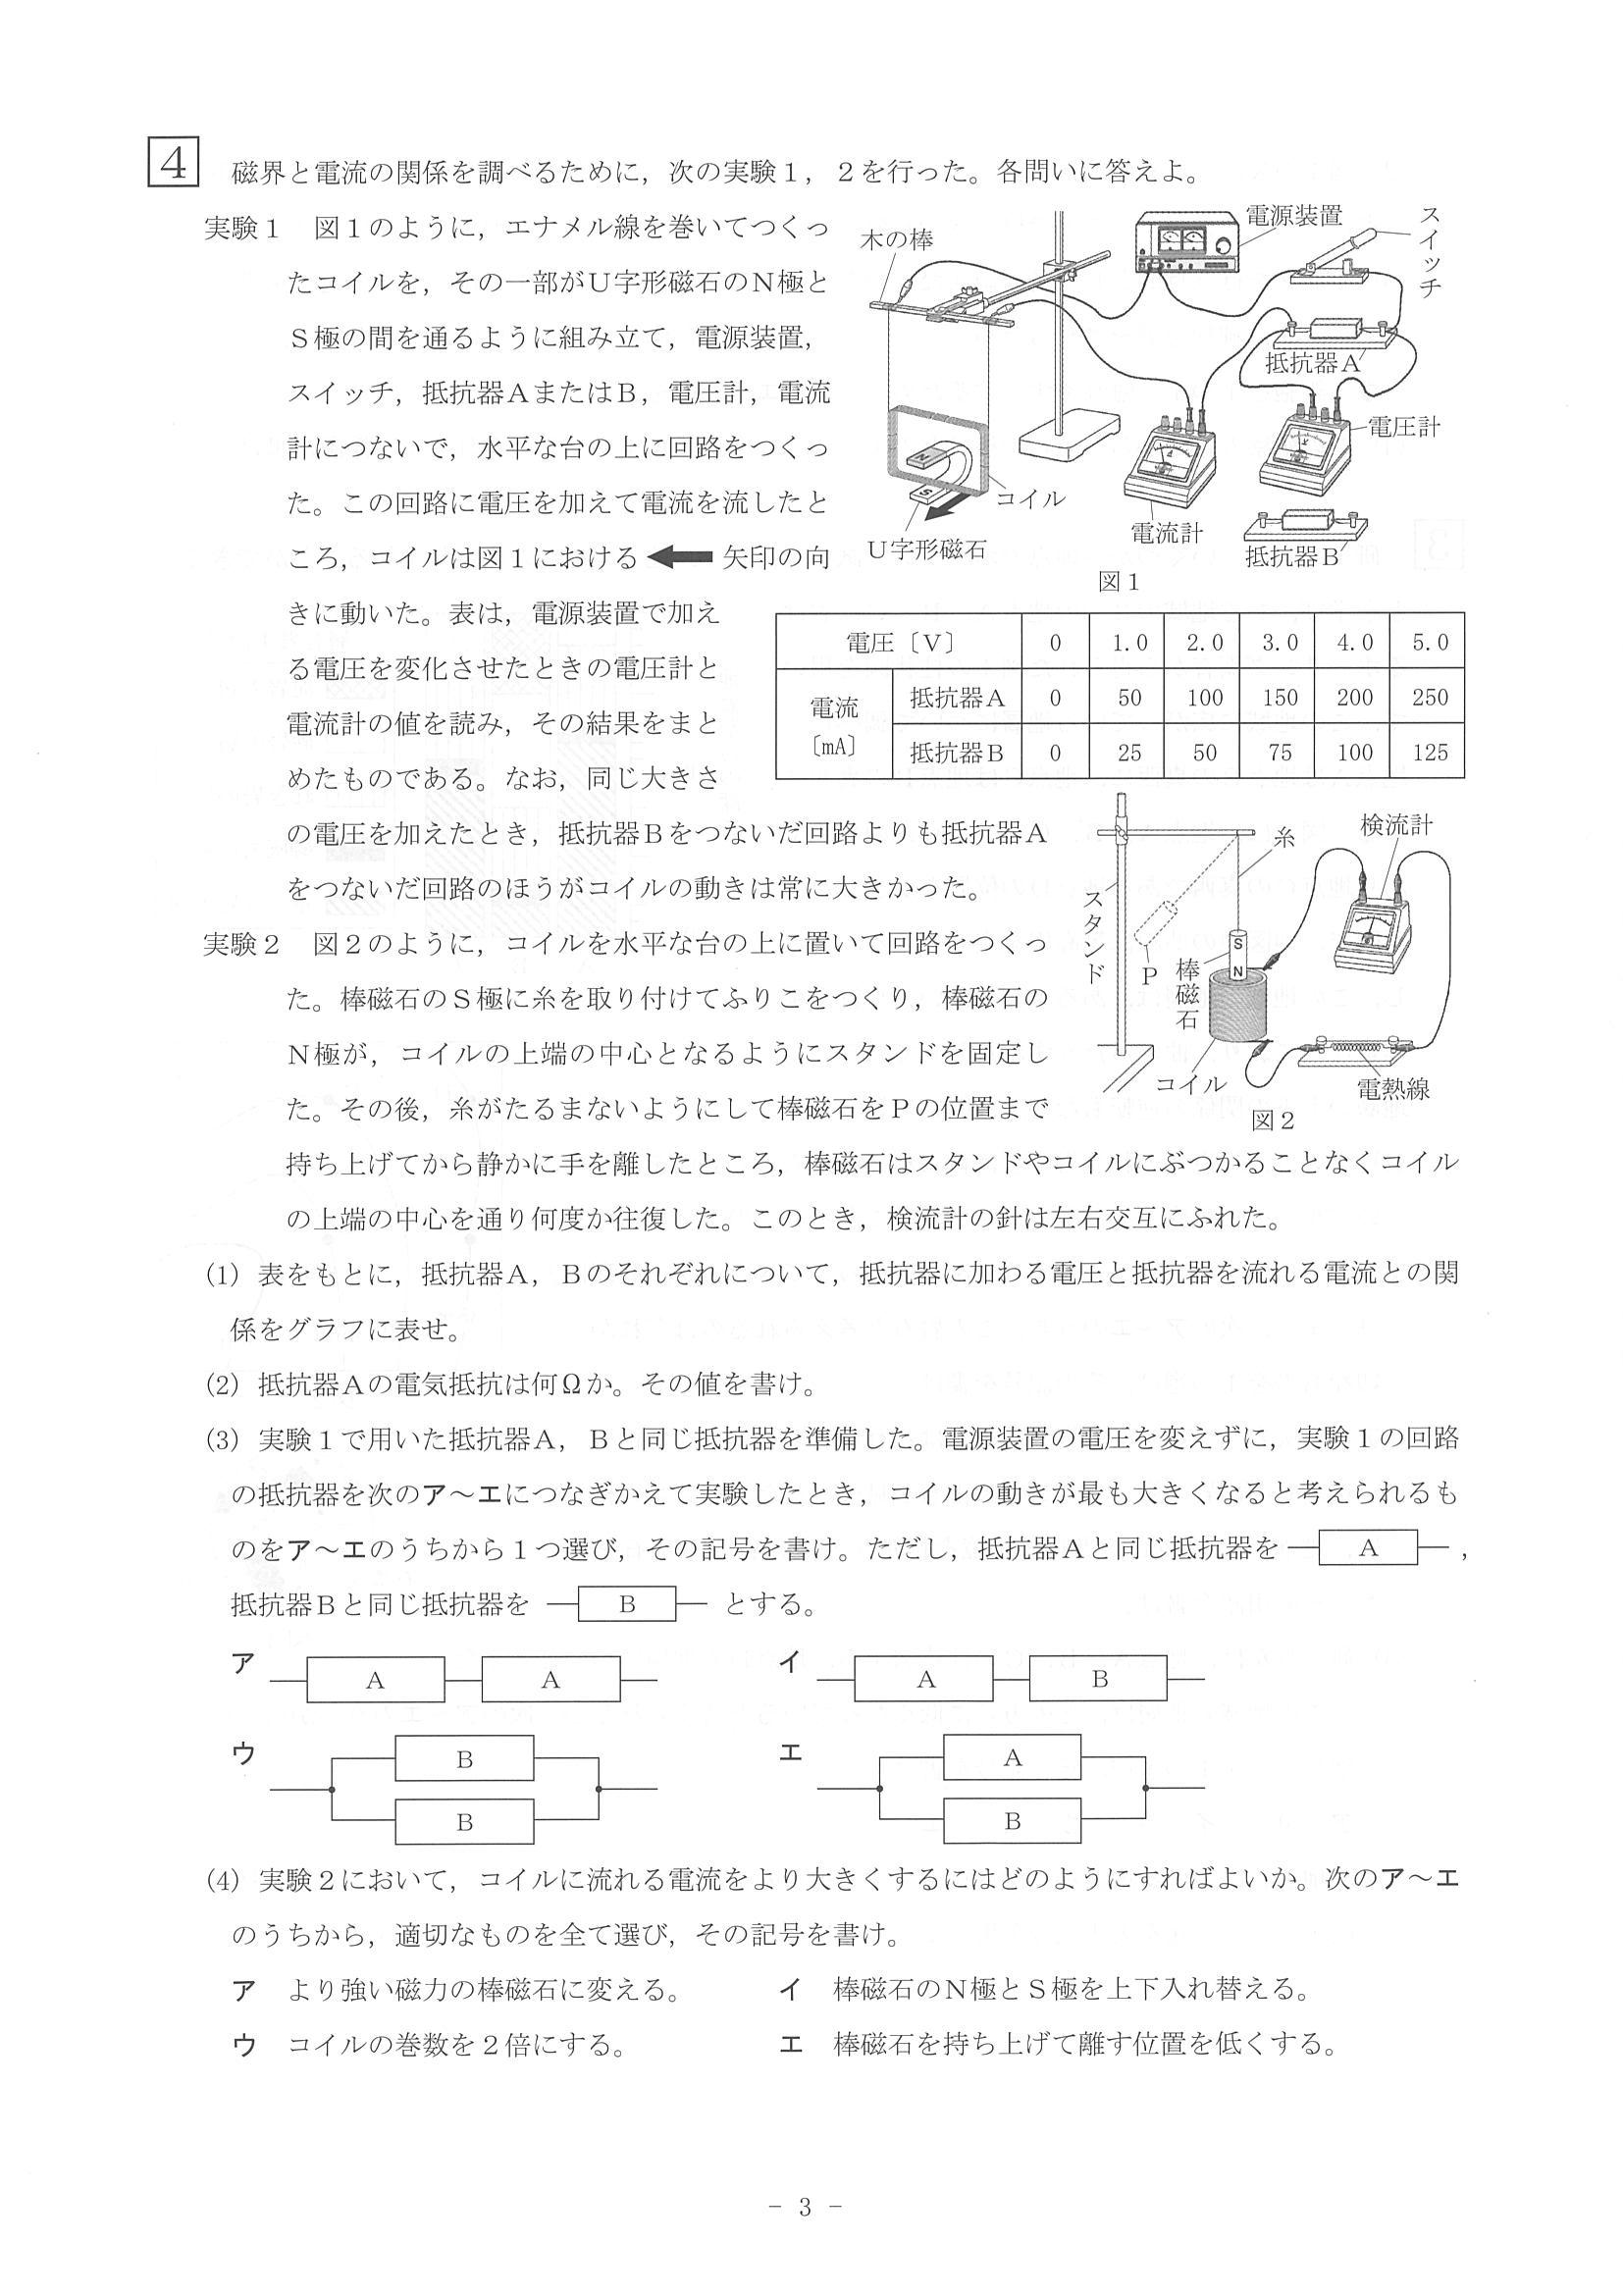 4 磁界と電流の関係を調べるために，次の実験１，２を行った。各問いに答えよ。
実験１　図１のように，エナメル線を巻いてつくっ
たコイルを，その一部がＵ字形磁石のＮ極と
Ｓ極の間を通るように組み立て，電源装置，
スイッチ，抵抗器ＡまたはＢ，電圧計，電流
計につないで，水平な台の上に回路をつくっ
た。この回路に電圧を加えて電流を流したと
ころ，コイルは図１における 矢印の向
きに動いた。表は，電源装置で加え
る電圧を変化させたときの電圧計と
電流計の値を読み，その結果をまと
めたものである。なお，同じ大きさ
の電圧を加えたとき，抵抗器Ｂをつないだ回路よりも抵抗器Ａ
をつないだ回路のほうがコイルの動きは常に大きかった。
木の棒
電源装置
スイッチ
抵抗器Ａ
電圧計
N
S
コイル
電流計
Ｕ字形磁石
抵抗器Ｂ
図１
電圧〔V〕 0 1.0 2.0 3.0 4.0 5.0
電流〔mA〕
抵抗器Ａ 0 50 100 150 200 250
抵抗器Ｂ 0 25 50 75 100 125
実験２　図２のように，コイルを水平な台の上に置いて回路をつくっ
た。棒磁石のＳ極に糸を取り付けてふりこをつくり，棒磁石の
Ｎ極が，コイルの上端の中心となるようにスタンドを固定し
た。その後，糸がたるまないようにして棒磁石をＰの位置まで
持ち上げてから静かに手を離したところ，棒磁石はスタンドやコイルにぶつかることなくコイル
の上端の中心を通り何度か往復した。このとき，検流計の針は左右交互にふれた。
糸
検流計
スタンド
P
棒磁石
S
N
コイル
電熱線
図２
(1) 表をもとに，抵抗器Ａ，Ｂのそれぞれについて，抵抗器に加わる電圧と抵抗器を流れる電流との関
係をグラフに表せ。
(2) 抵抗器Ａの電気抵抗は何Ωか。その値を書け。
(3) 実験１で用いた抵抗器Ａ，Ｂと同じ抵抗器を準備した。電源装置の電圧を変えずに，実験１の回路
の抵抗器を次のア～エにつなぎかえて実験したとき，コイルの動きが最も大きくなると考えられるも
のをア～エのうちから１つ選び，その記号を書け。ただし，抵抗器Ａと同じ抵抗器を A ，
抵抗器Ｂと同じ抵抗器を B とする。
ア A A
イ A B
ウ B B
エ A B
(4) 実験２において，コイルに流れる電流をより大きくするにはどのようにすればよいか。次のア～エ
のうちから，適切なものを全て選び，その記号を書け。
ア　より強い磁力の棒磁石に変える。
イ　棒磁石のＮ極とＳ極を上下入れ替える。
ウ　コイルの巻数を２倍にする。
エ　棒磁石を持ち上げて離す位置を低くする。
－ 3 －